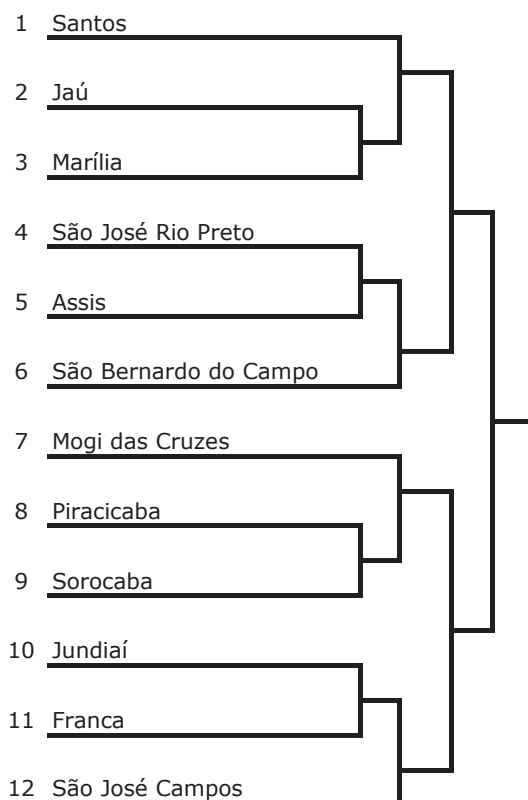 1 Santos
2 Jaú
3 Marília
4 São José Rio Preto
5 Assis
6 São Bernardo do Campo
7 Mogi das Cruzes
8 Piracicaba
9 Sorocaba
10 Jundiaí
11 Franca
12 São José Campos